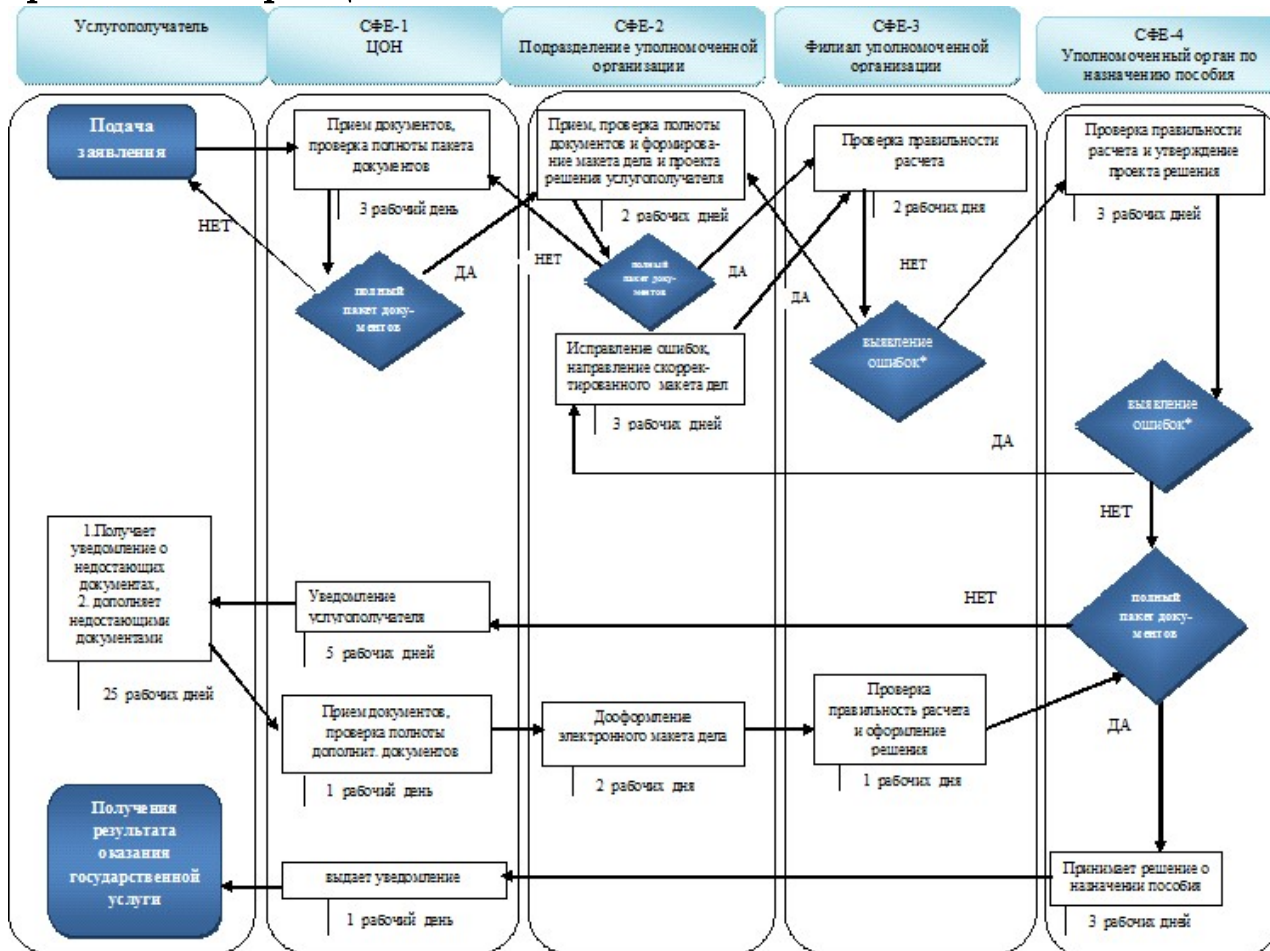 Услугополучатель
СФЕ-1
ЦОН
СФЕ-2
Подразделение уполномоченной
организации
СФЕ-3
Филиал уполномоченной
организации
СФЕ-4
Уполномоченный орган по
назначению пособия
Подача
заявления
Прием документов,
проверка полноты пакета
документов
3 рабочий день
Прием, проверка полноты
документов и формирова-
ние макета дела и проекта
решения услугополучателя
2 рабочих дней
Проверка правильности
расчета
2 рабочих дня
Проверка правильности
расчета и утверждение
проекта решения
3 рабочих дней
НЕТ
полный
пакет доку-
ментов
ДА
НЕТ
полный
пакет доку-
ментов
ДА
ДА
НЕТ
выявление
ошибок*
Исправление ошибок,
направление скоррек-
тированного макета дел
3 рабочих дней
выявление
ошибок*
ДА
НЕТ
1.Получает
уведомление о
недостающих
документах,
2. дополняет
недостающими
документами
25 рабочих дней
Уведомление
услугополучателя
5 рабочих дней
НЕТ
полный
пакет доку-
ментов
ДА
Прием документов,
проверка полноты
дополнит. документов
1 рабочий день
Дооформление
электронного макета дела
2 рабочих дня
Проверка
правильность расчета
и оформление
решения
1 рабочих дня
Получения
результата
оказания
государственной
услуги
выдает уведомление
1 рабочий день
Принимает решение о
назначении пособия
3 рабочих дней